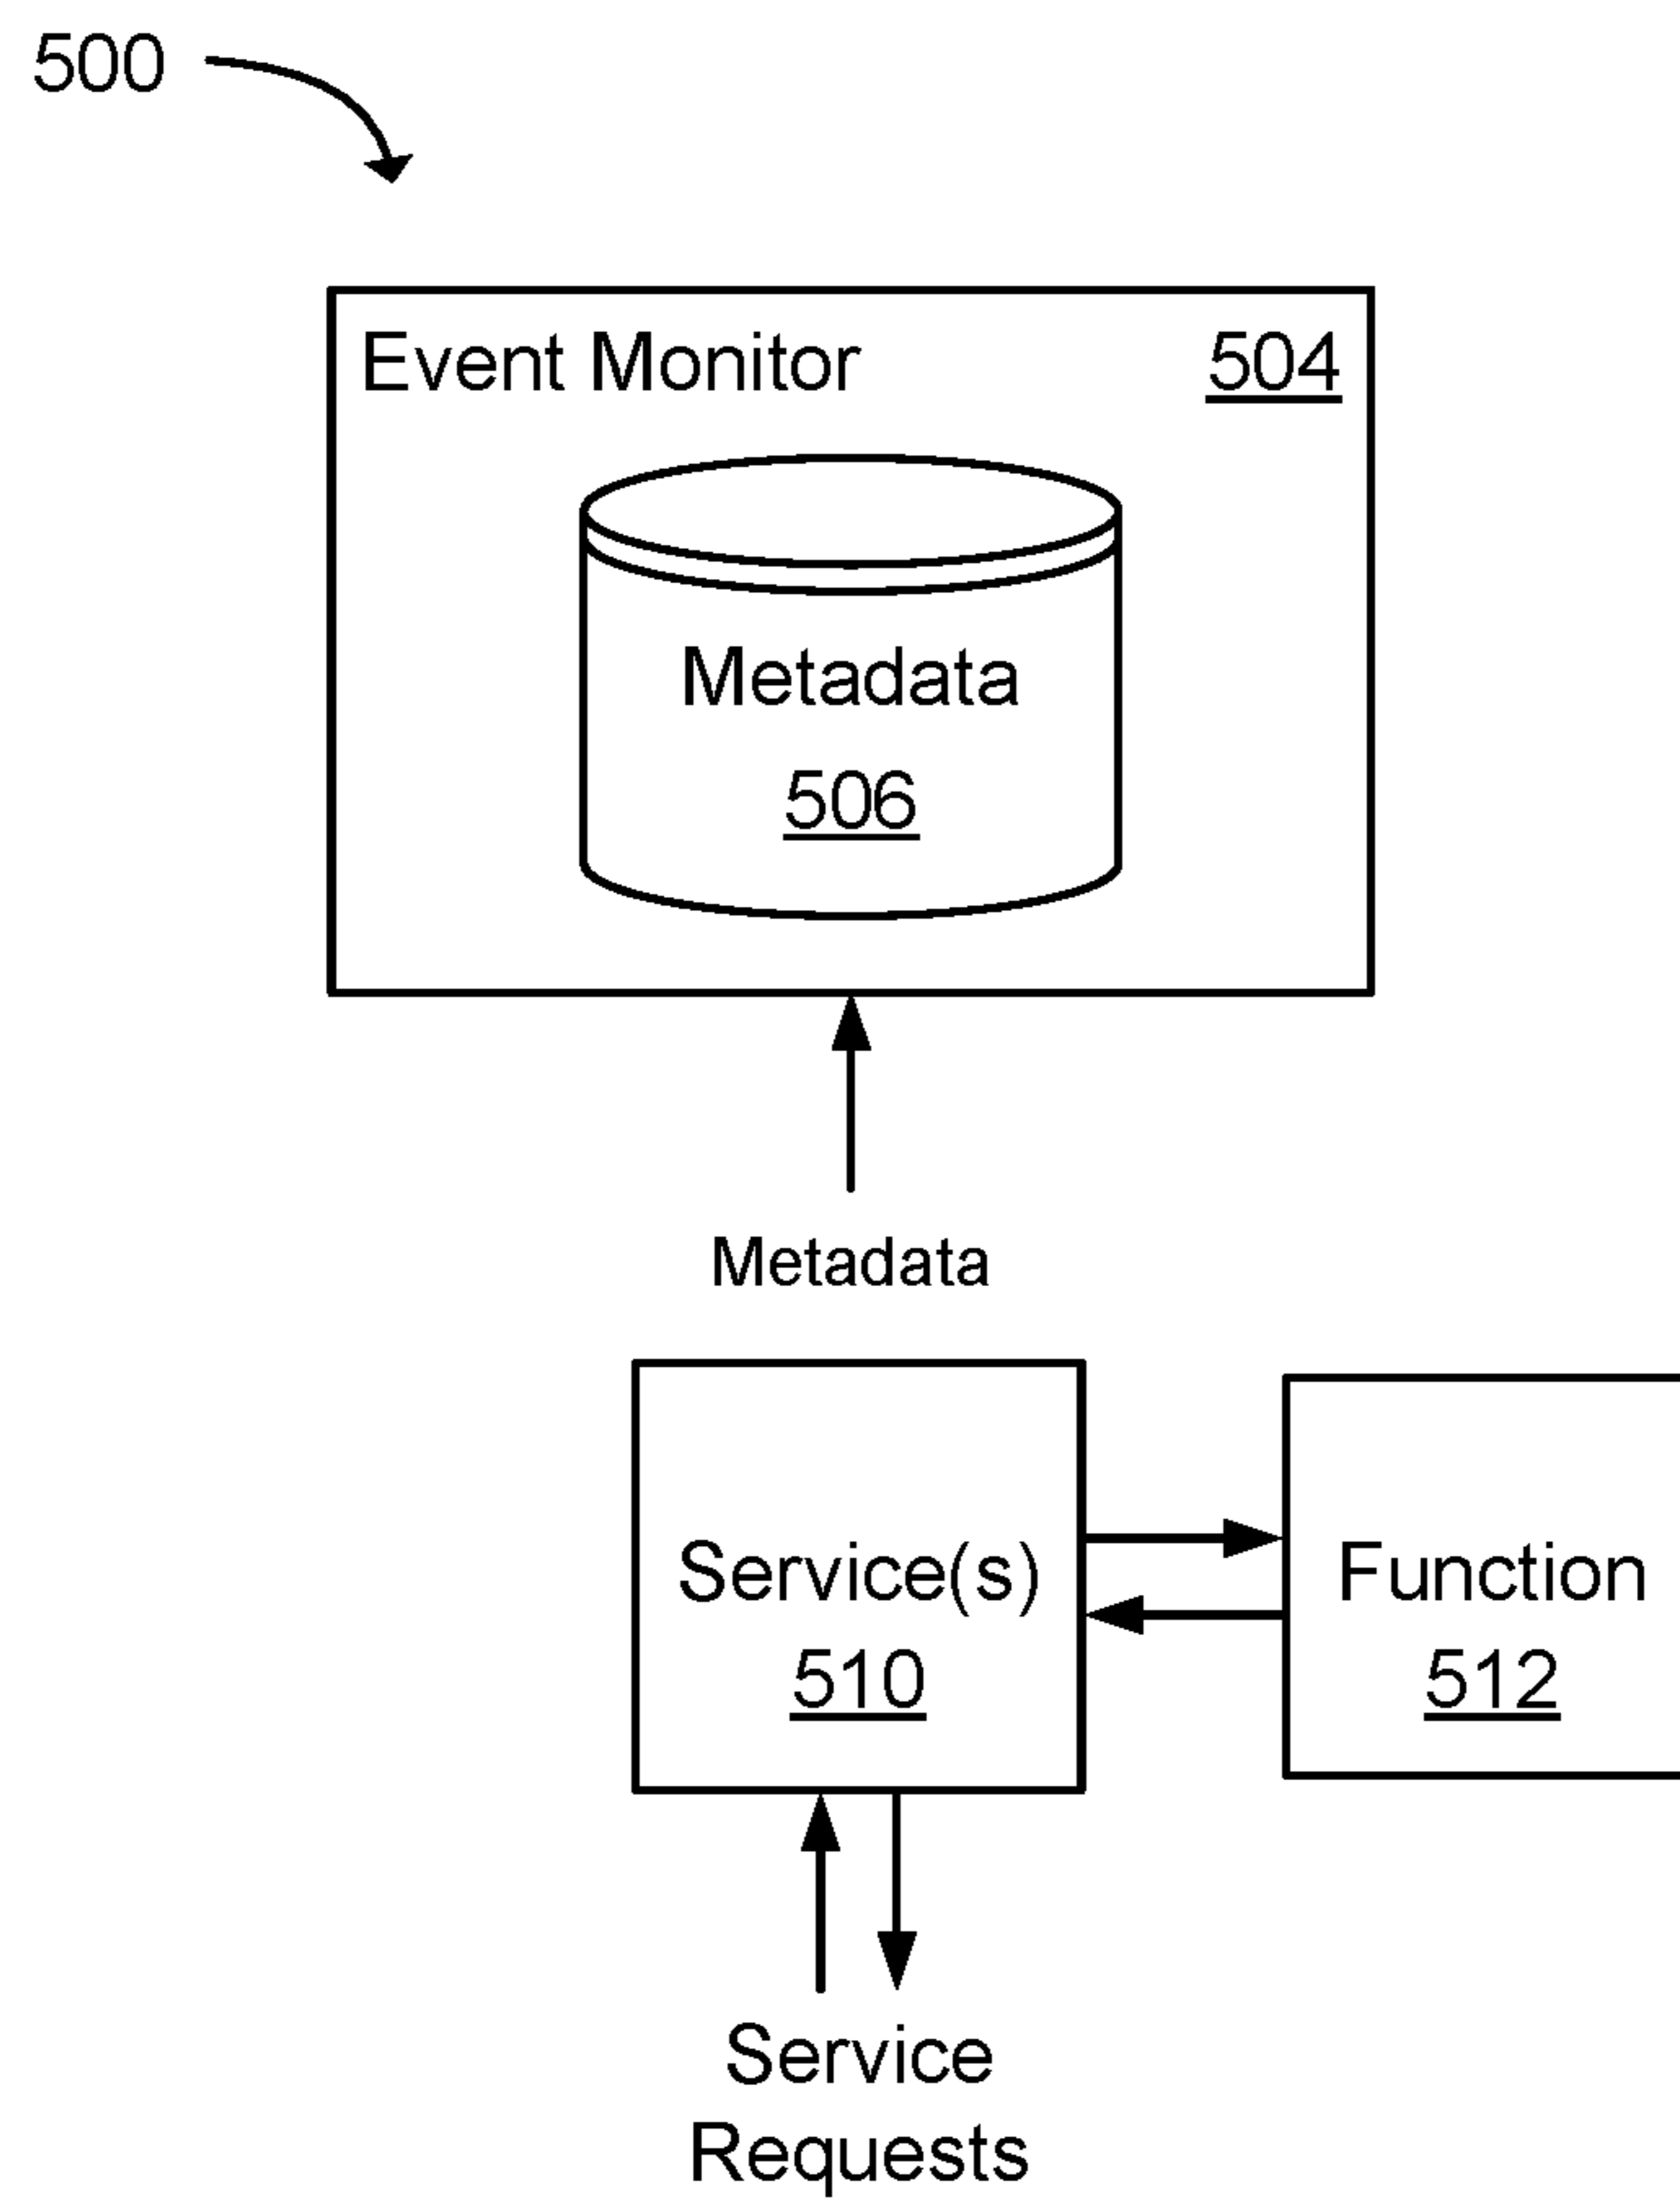 500
Event Monitor 504
Metadata
506
Metadata
Service(s)
510
Function
512
Service
Requests